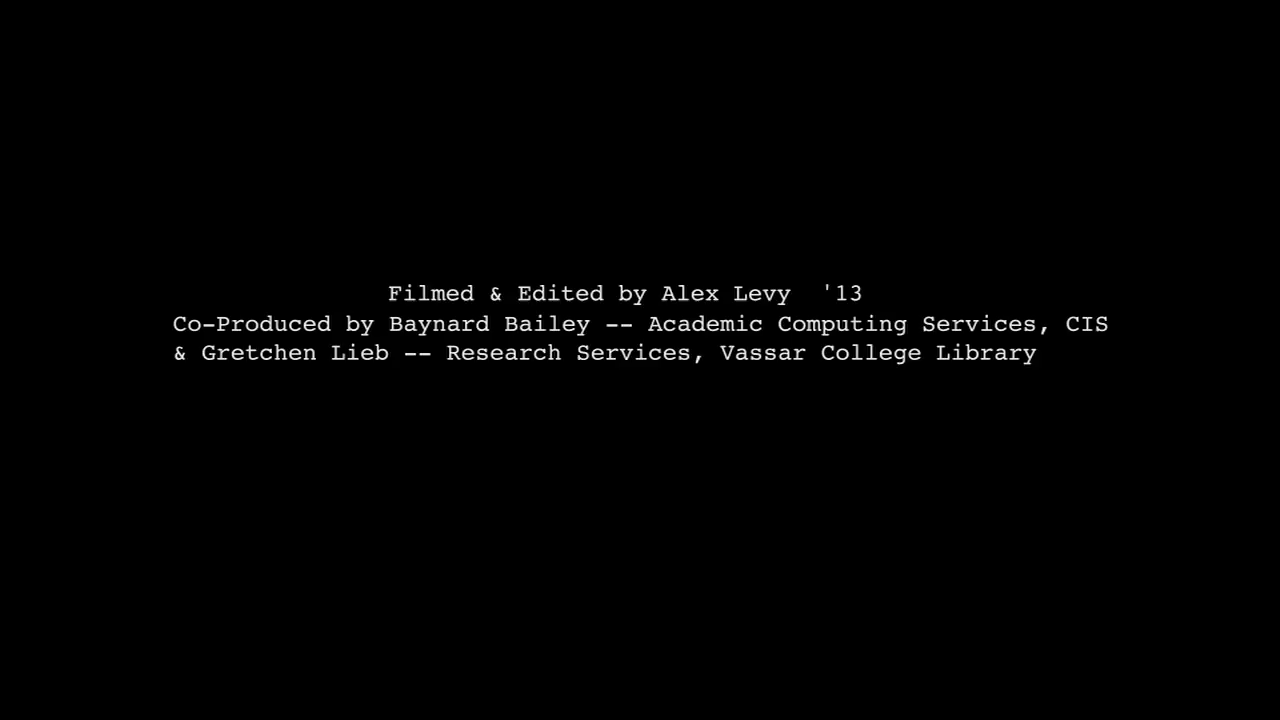 Filmed & Edited by Alex Levy  '13
Co-Produced by Baynard Bailey -- Academic Computing Services, CIS
& Gretchen Lieb -- Research Services, Vassar College Library